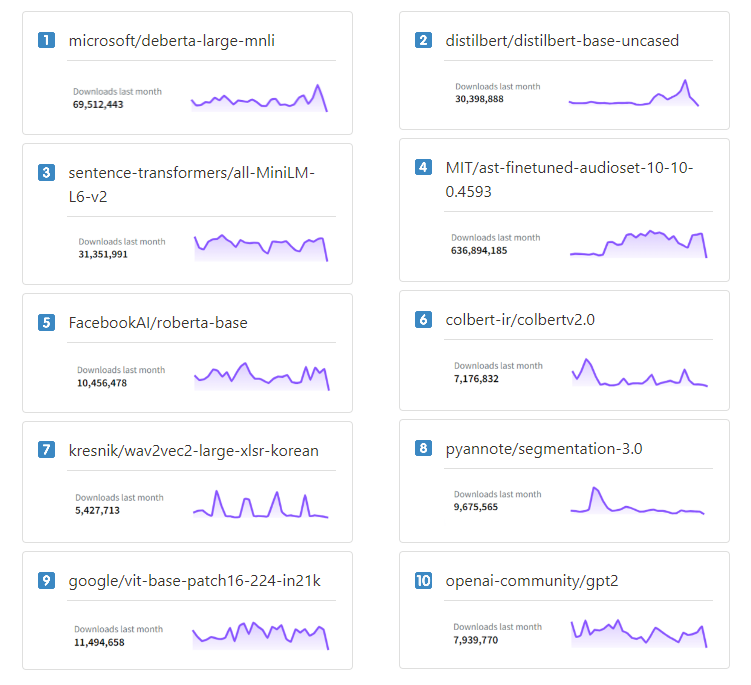 1 microsoft/deberta-large-mnli
Downloads last month
69,512,443
2 distilbert/distilbert-base-uncased
Downloads last month
30,398,888
3 sentence-transformers/all-MiniLM-
L6-v2
Downloads last month
31,351,991
4 MIT/ast-finetuned-audioset-10-10-
0.4593
Downloads last month
636,894,185
5 FacebookAI/roberta-base
Downloads last month
10,456,478
6 colbert-ir/colbertv2.0
Downloads last month
7,176,832
7 kresnik/wav2vec2-large-xlsr-korean
Downloads last month
5,427,713
8 pyannote/segmentation-3.0
Downloads last month
9,675,565
9 google/vit-base-patch16-224-in21k
Downloads last month
11,494,658
10 openai-community/gpt2
Downloads last month
7,939,770